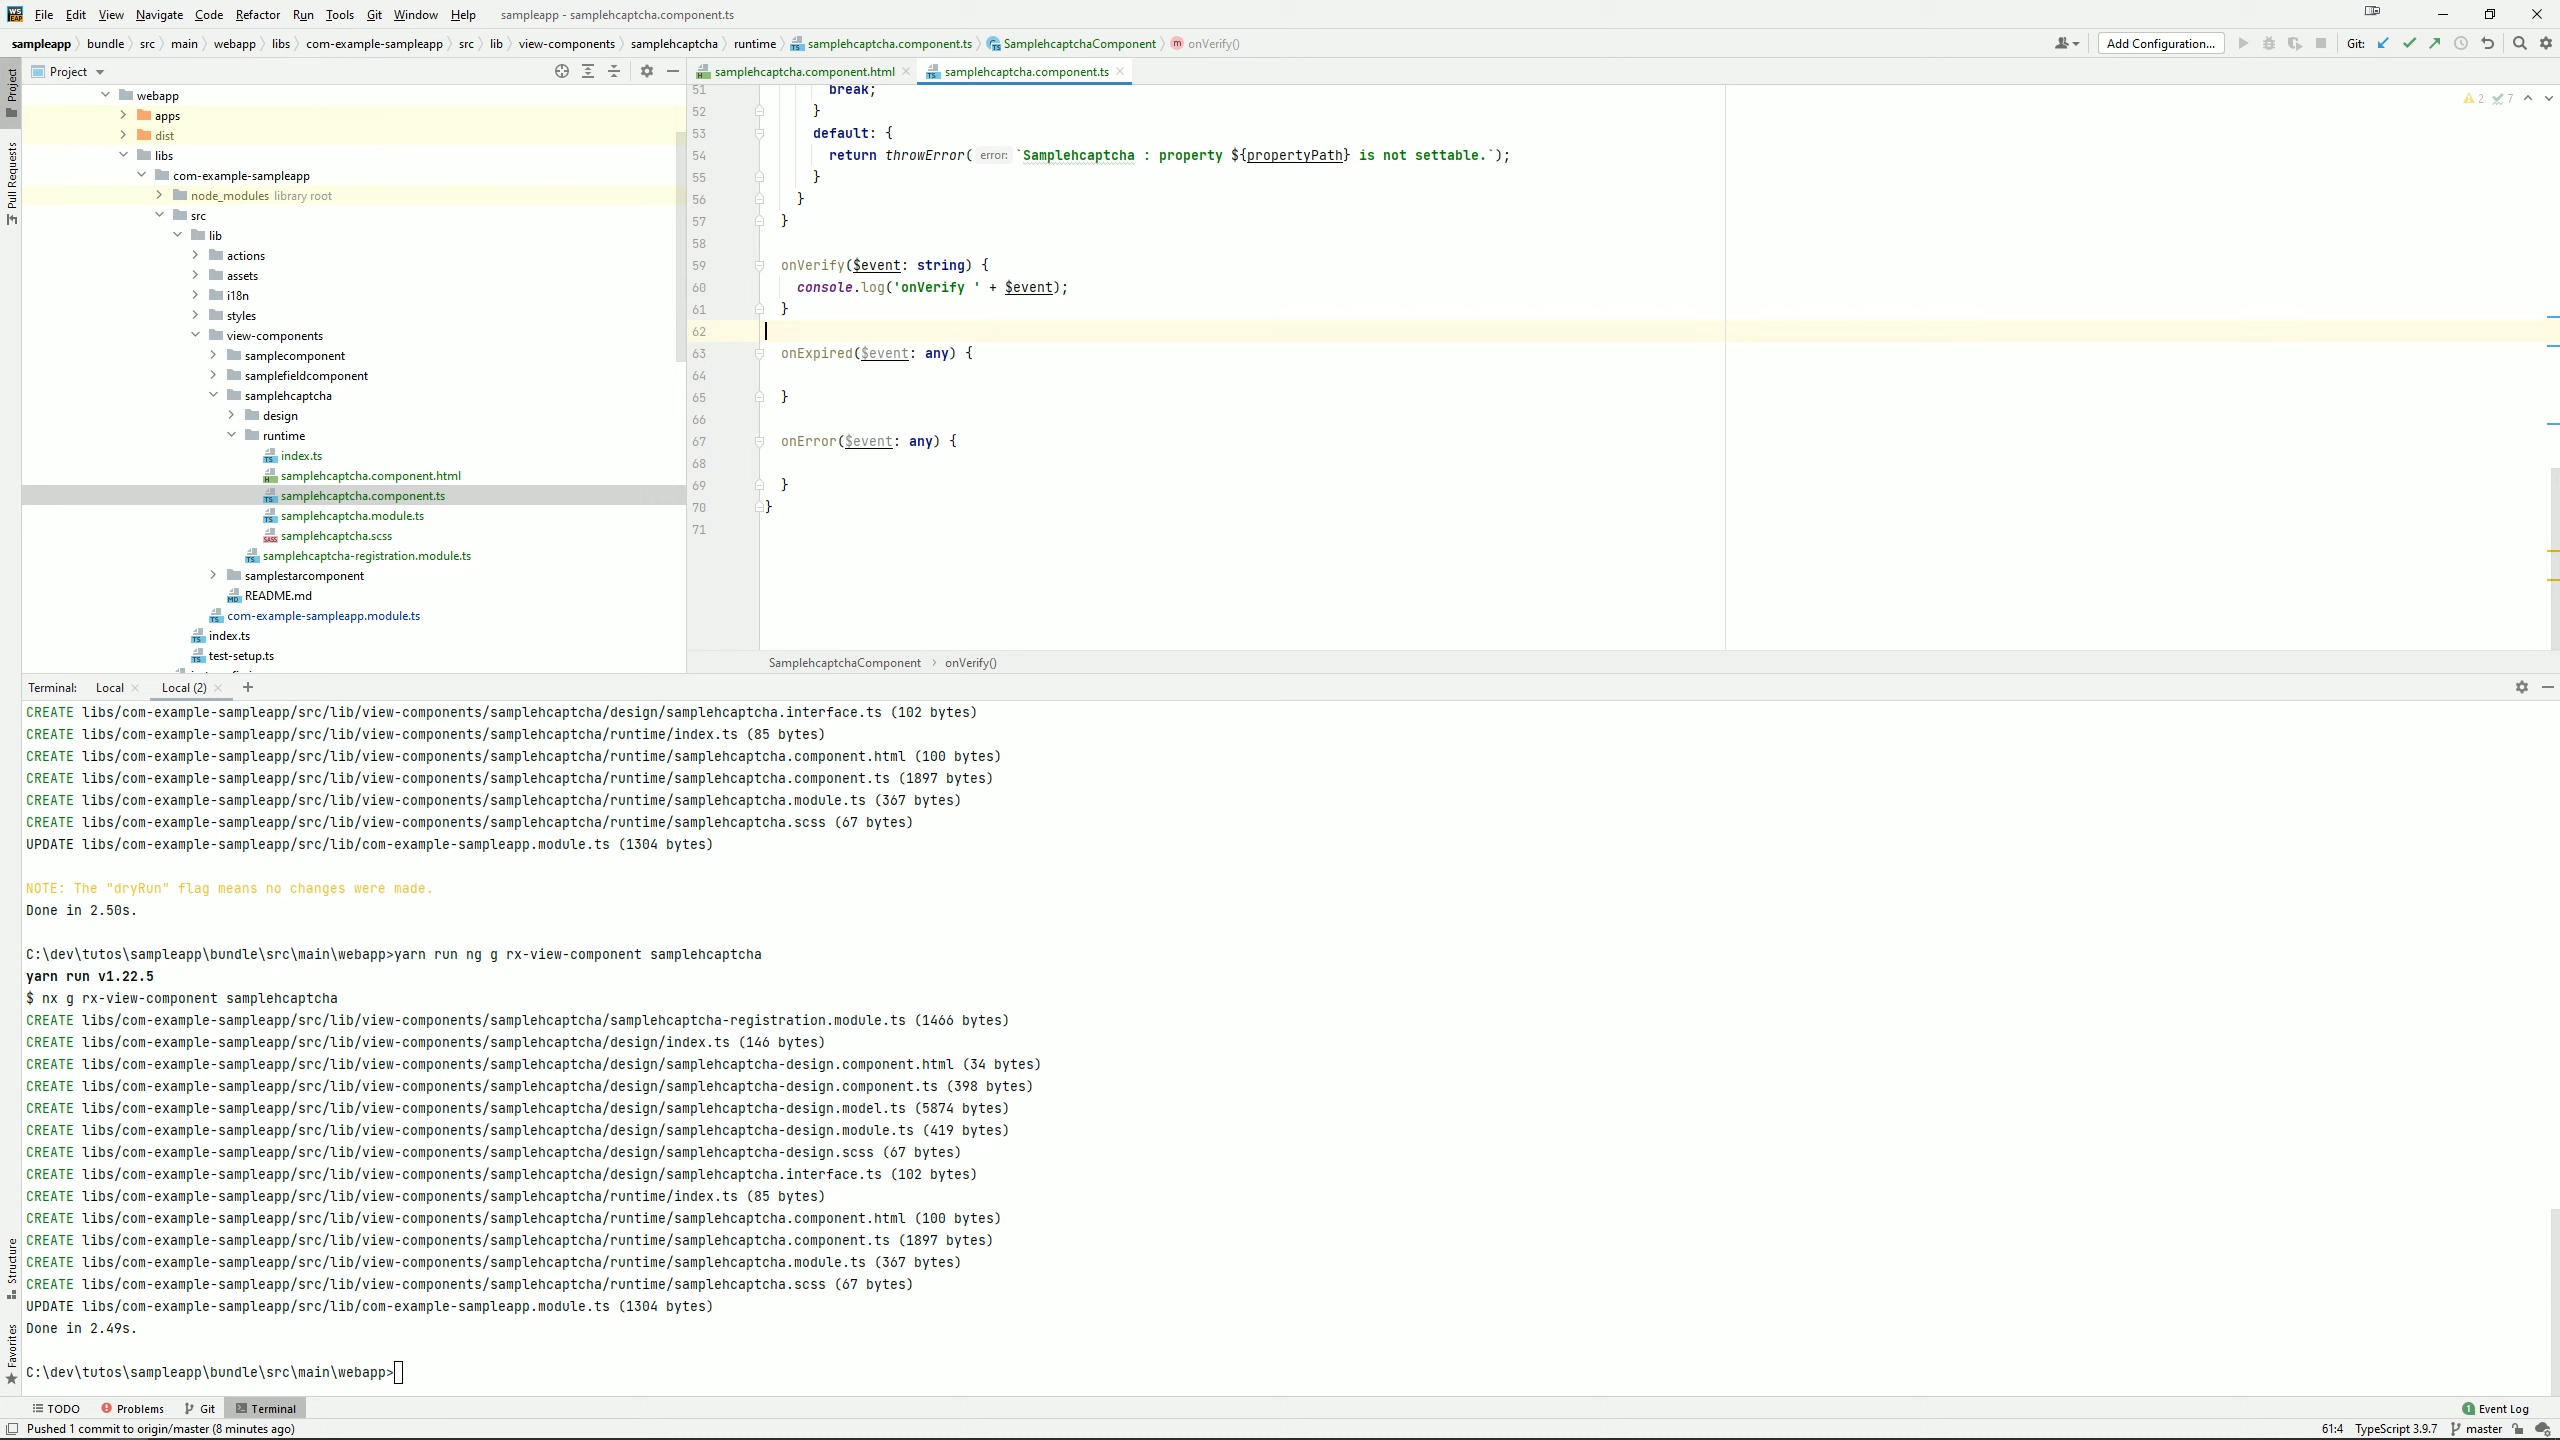 File Edit View Navigate Code Refactor Run Tools Git Window Help sampleapp - samplehcaptcha.component.ts
sampleapp bundle src main webapp libs com-example-sampleapp src lib view-components samplehcaptcha runtime samplehcaptcha.component.ts SamplehcaptchaComponent onVerify() Add Configuration... Git:
Project
Pull Requests
Structure
Favorites
Project
webapp
apps
dist
libs
com-example-sampleapp
node_modules library root
src
lib
actions
assets
i18n
styles
view-components
samplecomponent
samplefieldcomponent
samplehcaptcha
design
runtime
index.ts
samplehcaptcha.component.html
samplehcaptcha.component.ts
samplehcaptcha.module.ts
samplehcaptcha.scss
samplehcaptcha-registration.module.ts
samplestarcomponent
README.md
com-example-sampleapp.module.ts
index.ts
test-setup.ts
samplehcaptcha.component.html samplehcaptcha.component.ts
2 7
51 break;
52 }
53 default: {
54 return throwError( error: `Samplehcaptcha : property ${propertyPath} is not settable.`);
55 }
56 }
57 }
58
59 onVerify($event: string) {
60 console.log('onVerify ' + $event);
61 }
62
63 onExpired($event: any) {
64
65 }
66
67 onError($event: any) {
68
69 }
70 }
71
SamplehcaptchaComponent › onVerify()
Terminal: Local Local (2) +
CREATE libs/com-example-sampleapp/src/lib/view-components/samplehcaptcha/design/samplehcaptcha.interface.ts (102 bytes)
CREATE libs/com-example-sampleapp/src/lib/view-components/samplehcaptcha/runtime/index.ts (85 bytes)
CREATE libs/com-example-sampleapp/src/lib/view-components/samplehcaptcha/runtime/samplehcaptcha.component.html (100 bytes)
CREATE libs/com-example-sampleapp/src/lib/view-components/samplehcaptcha/runtime/samplehcaptcha.component.ts (1897 bytes)
CREATE libs/com-example-sampleapp/src/lib/view-components/samplehcaptcha/runtime/samplehcaptcha.module.ts (367 bytes)
CREATE libs/com-example-sampleapp/src/lib/view-components/samplehcaptcha/runtime/samplehcaptcha.scss (67 bytes)
UPDATE libs/com-example-sampleapp/src/lib/com-example-sampleapp.module.ts (1304 bytes)
NOTE: The "dryRun" flag means no changes were made.
Done in 2.50s.
C:\dev\tutos\sampleapp\bundle\src\main\webapp>yarn run ng g rx-view-component samplehcaptcha
yarn run v1.22.5
$ nx g rx-view-component samplehcaptcha
CREATE libs/com-example-sampleapp/src/lib/view-components/samplehcaptcha/samplehcaptcha-registration.module.ts (1466 bytes)
CREATE libs/com-example-sampleapp/src/lib/view-components/samplehcaptcha/design/index.ts (146 bytes)
CREATE libs/com-example-sampleapp/src/lib/view-components/samplehcaptcha/design/samplehcaptcha-design.component.html (34 bytes)
CREATE libs/com-example-sampleapp/src/lib/view-components/samplehcaptcha/design/samplehcaptcha-design.component.ts (398 bytes)
CREATE libs/com-example-sampleapp/src/lib/view-components/samplehcaptcha/design/samplehcaptcha-design.model.ts (5874 bytes)
CREATE libs/com-example-sampleapp/src/lib/view-components/samplehcaptcha/design/samplehcaptcha-design.module.ts (419 bytes)
CREATE libs/com-example-sampleapp/src/lib/view-components/samplehcaptcha/design/samplehcaptcha-design.scss (67 bytes)
CREATE libs/com-example-sampleapp/src/lib/view-components/samplehcaptcha/design/samplehcaptcha.interface.ts (102 bytes)
CREATE libs/com-example-sampleapp/src/lib/view-components/samplehcaptcha/runtime/index.ts (85 bytes)
CREATE libs/com-example-sampleapp/src/lib/view-components/samplehcaptcha/runtime/samplehcaptcha.component.html (100 bytes)
CREATE libs/com-example-sampleapp/src/lib/view-components/samplehcaptcha/runtime/samplehcaptcha.component.ts (1897 bytes)
CREATE libs/com-example-sampleapp/src/lib/view-components/samplehcaptcha/runtime/samplehcaptcha.module.ts (367 bytes)
CREATE libs/com-example-sampleapp/src/lib/view-components/samplehcaptcha/runtime/samplehcaptcha.scss (67 bytes)
UPDATE libs/com-example-sampleapp/src/lib/com-example-sampleapp.module.ts (1304 bytes)
Done in 2.49s.
C:\dev\tutos\sampleapp\bundle\src\main\webapp>
TODO Problems Git Terminal 1 Event Log
Pushed 1 commit to origin/master (8 minutes ago) 61:4 TypeScript 3.9.7 master